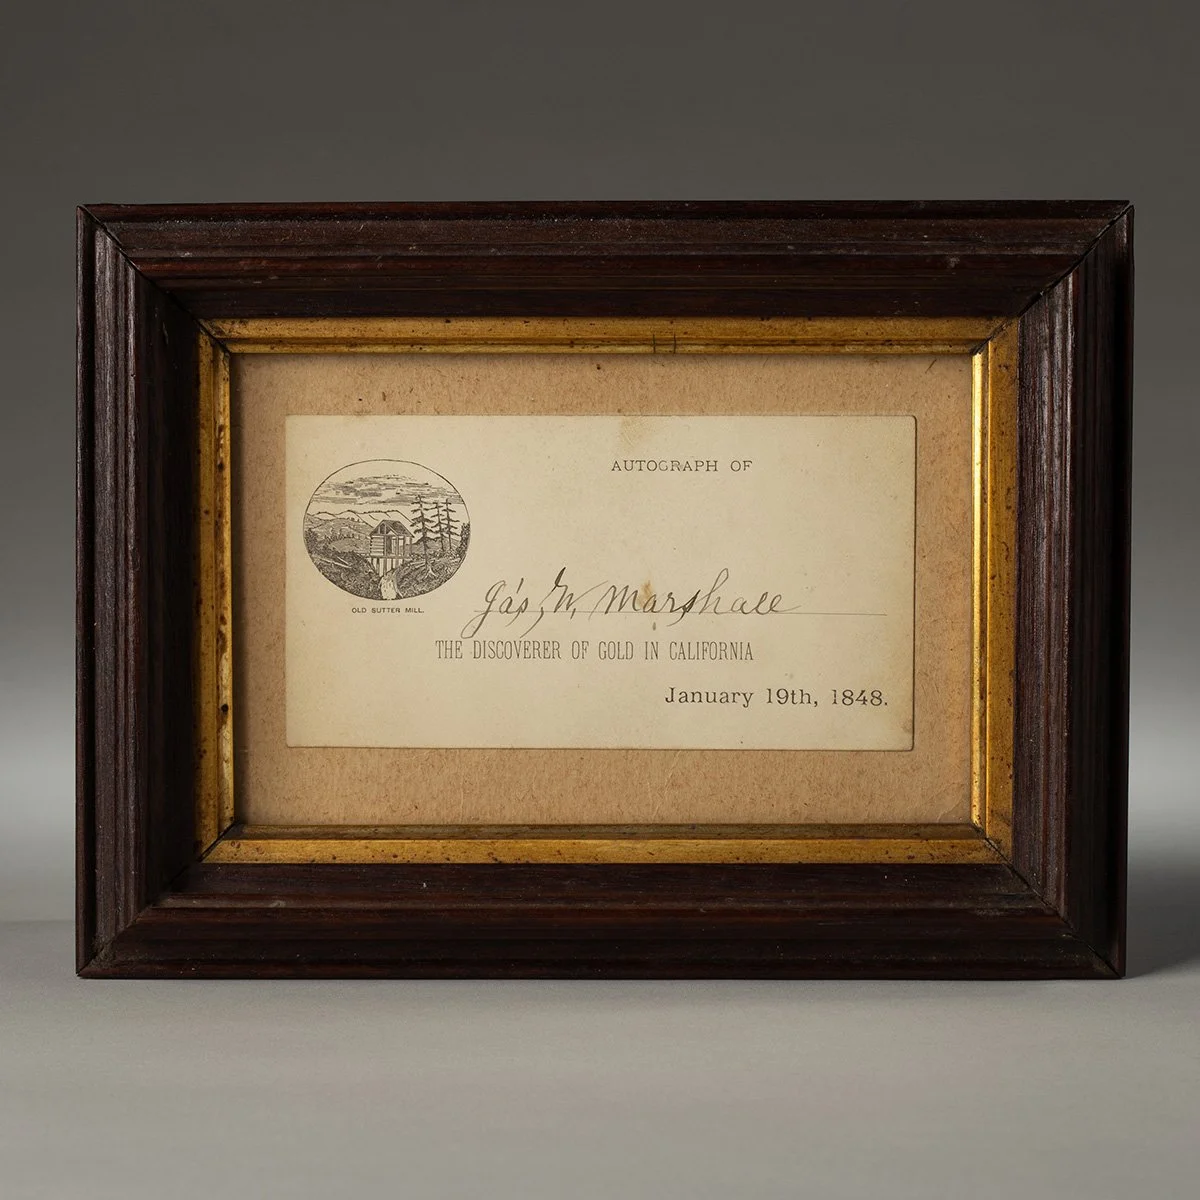 AUTOGRAPH OF
OLD SUTTER MILL.
Jas, W, Marshall
THE DISCOVERER OF GOLD IN CALIFORNIA
January 19th, 1848.